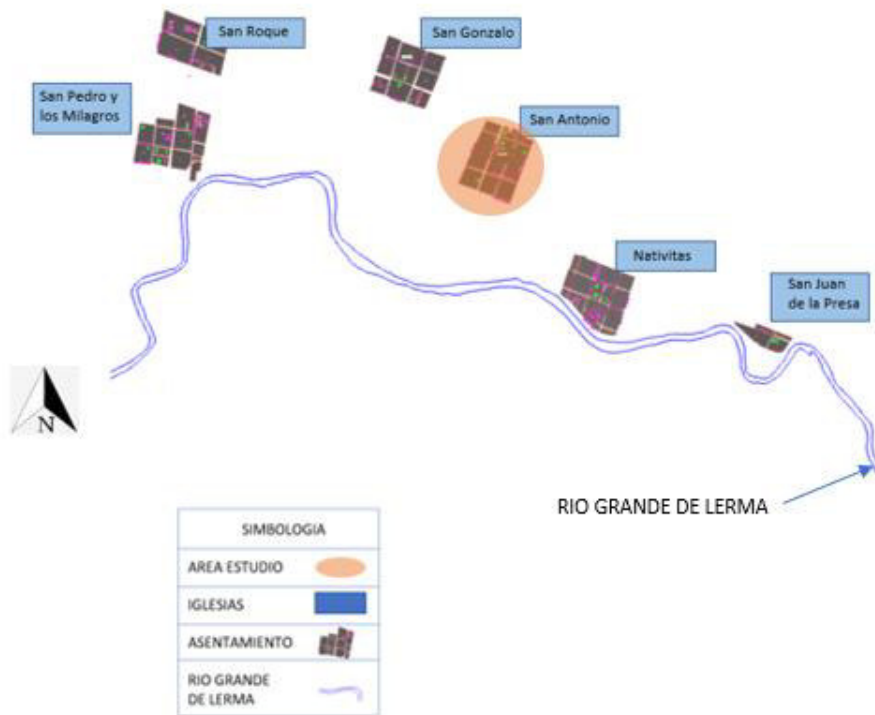 San Roque
San Gonzalo
San Pedro y
los Milagros
San Antonio
Nativitas
San Juan
de la Presa
N
RIO GRANDE DE LERMA
SIMBOLOGIA
AREA ESTUDIO
IGLESIAS
ASENTAMIENTO
RIO GRANDE
DE LERMA